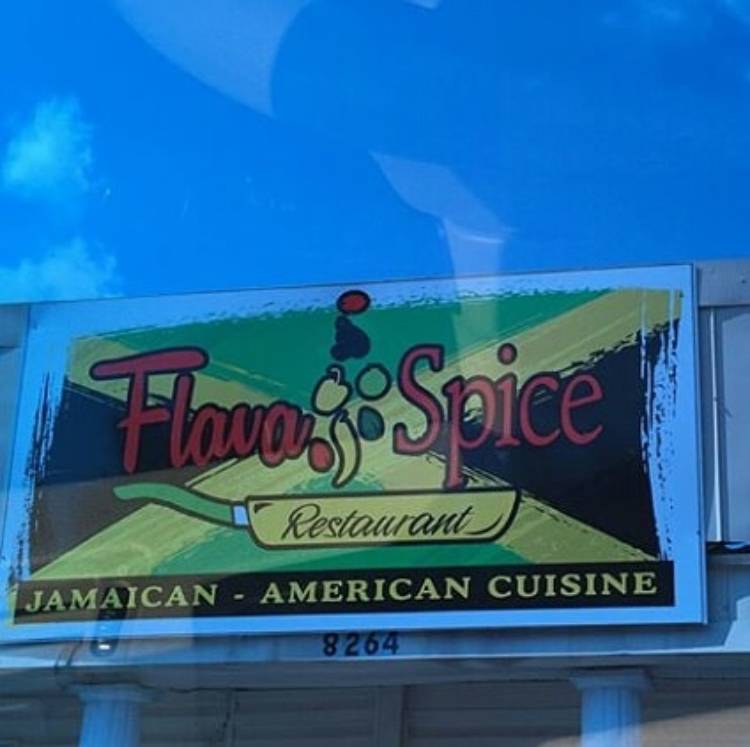 Flava Spice
Restaurant
JAMAICAN - AMERICAN CUISINE
8264